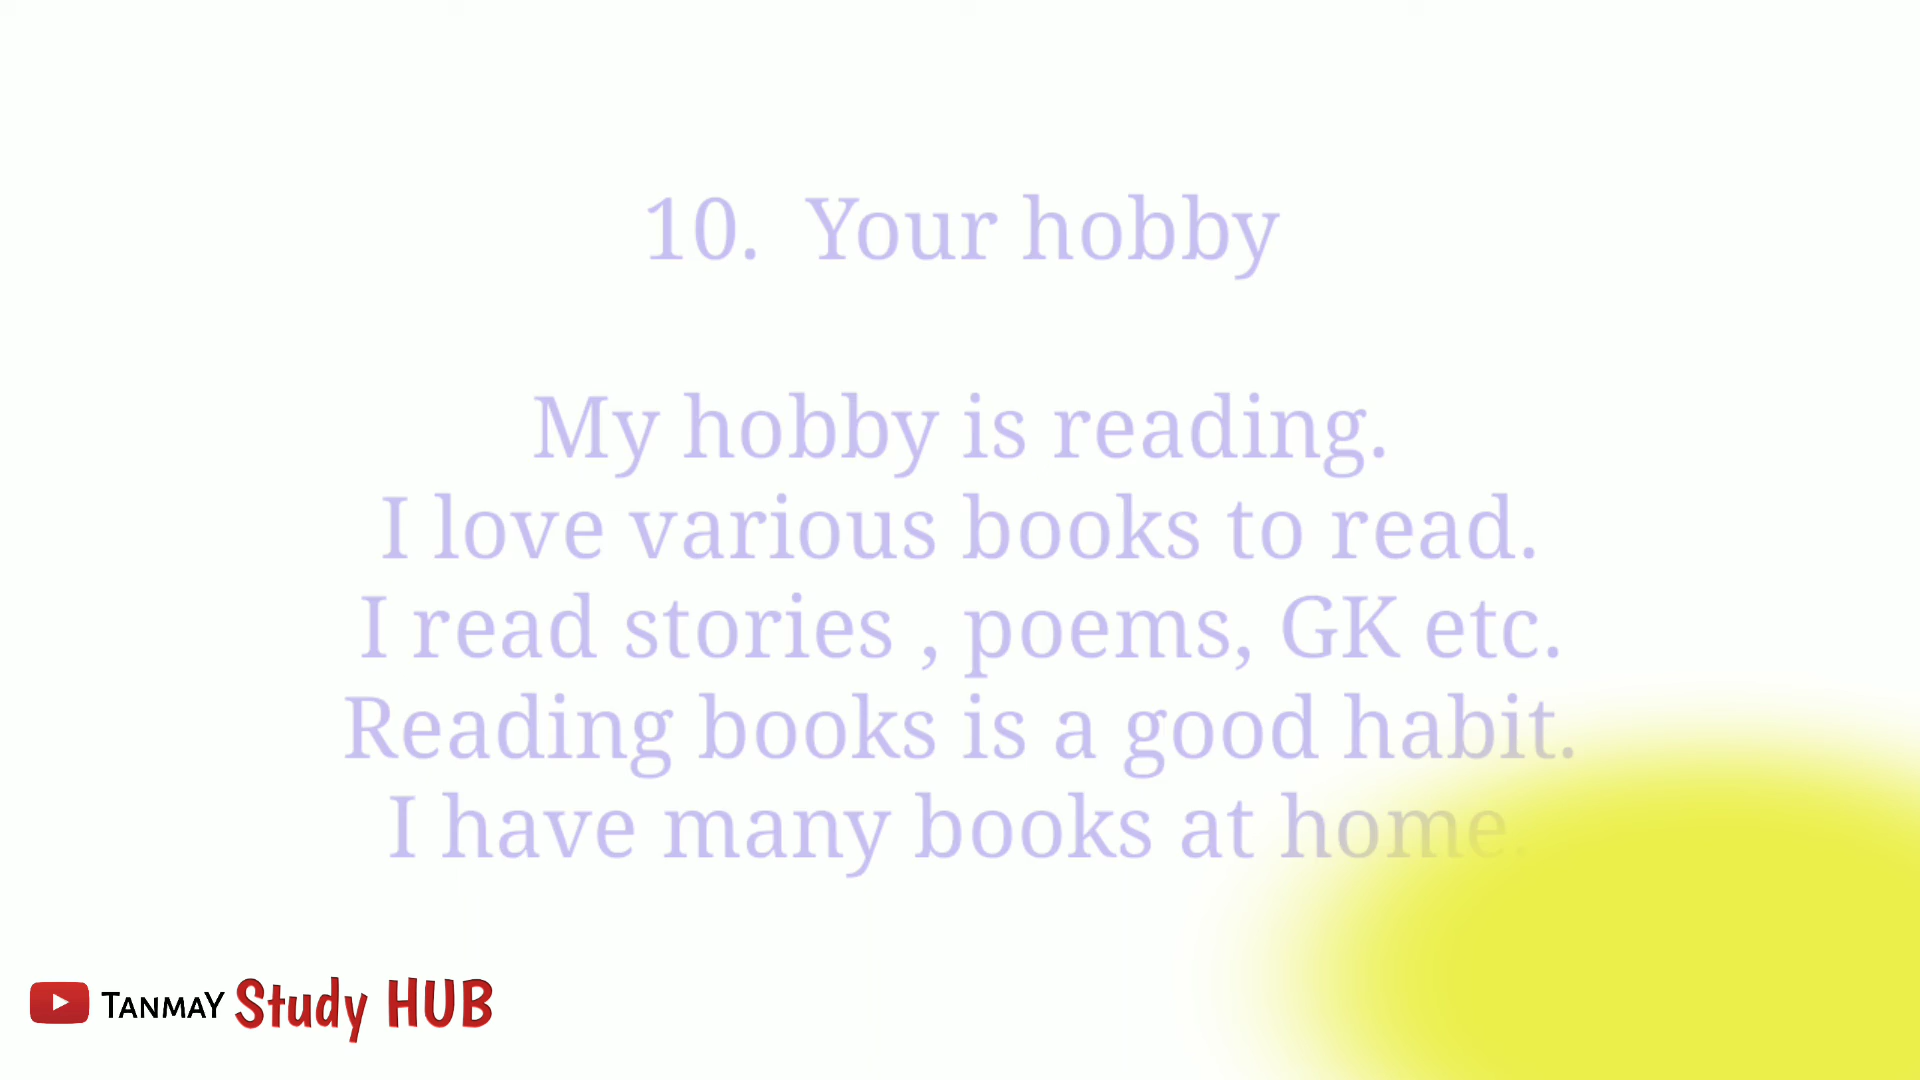 10. Your hobby
My hobby is reading.
I love various books to read.
I read stories , poems, GK etc.
Reading books is a good habit.
I have many books at home.
TANMAY Study HUB